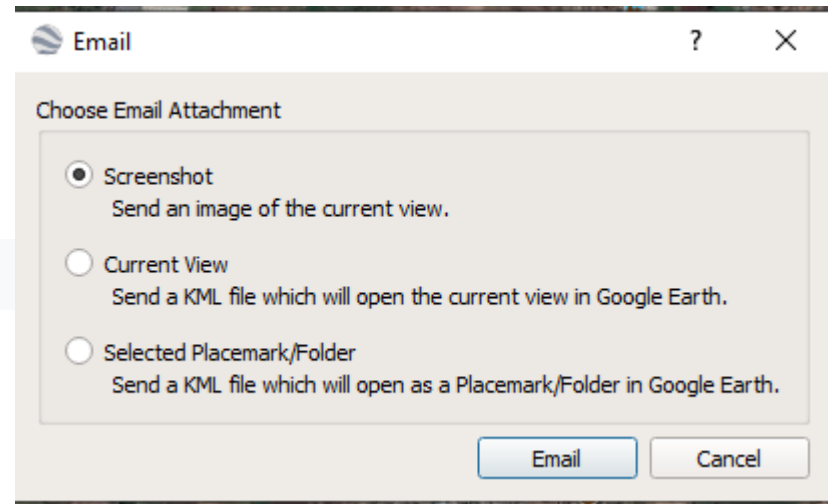 Email
?
Choose Email Attachment
Screenshot
Send an image of the current view.
Current View
Send a KML file which will open the current view in Google Earth.
Selected Placemark/Folder
Send a KML file which will open as a Placemark/Folder in Google Earth.
Email Cancel